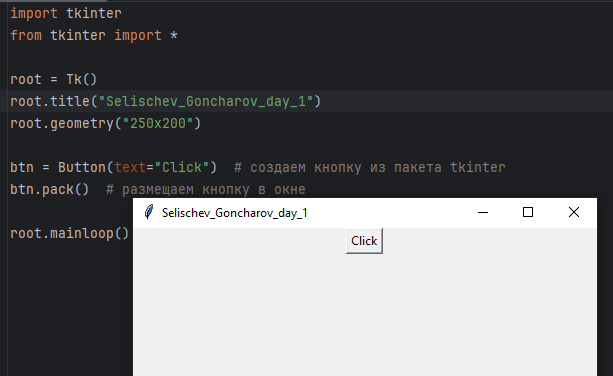 import tkinter
from tkinter import *
root = Tk()
root.title("Selischev_Goncharov_day_1")
root.geometry("250x200")
btn = Button(text="Click")  # создаем кнопку из пакета tkinter
btn.pack()  # размещаем кнопку в окне
root.mainloop()
Selischev_Goncharov_day_1
Click